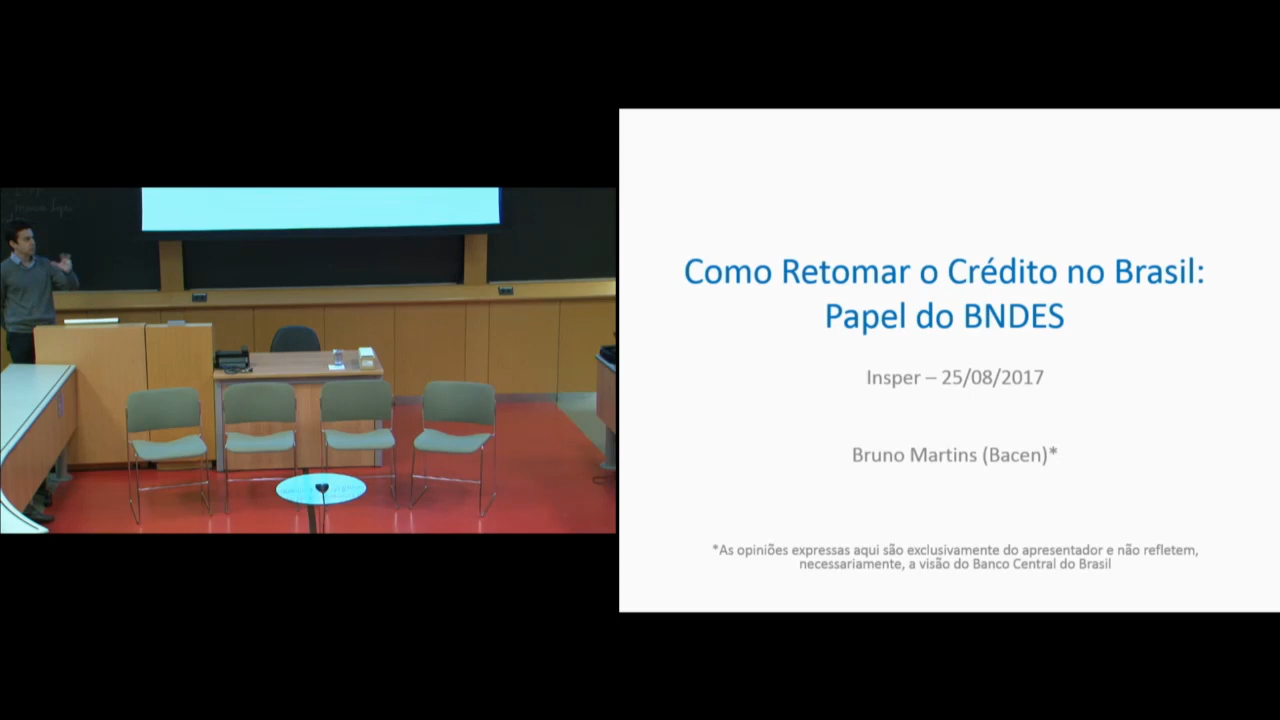 Como Retomar o Crédito no Brasil:
Papel do BNDES
Insper – 25/08/2017
Bruno Martins (Bacen)*
*As opiniões expressas aqui são exclusivamente do apresentador e não refletem,
necessariamente, a visão do Banco Central do Brasil